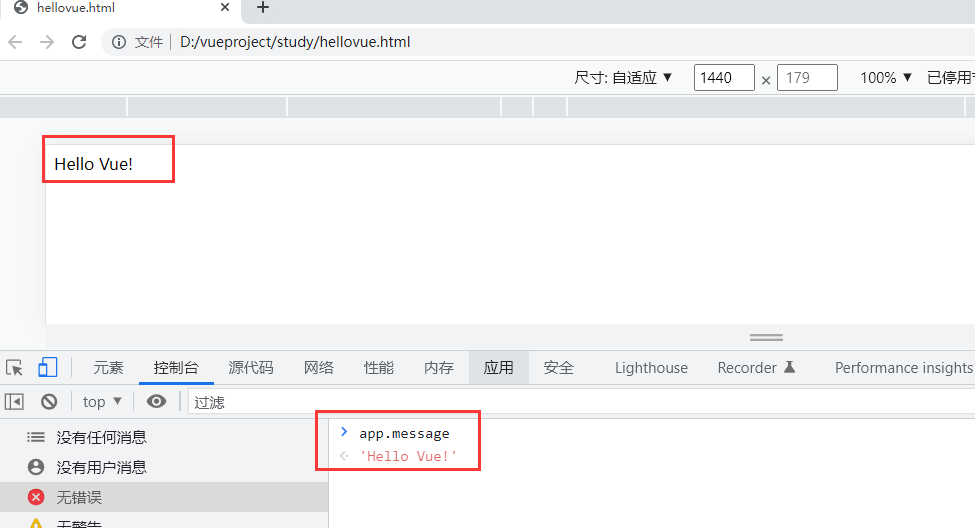 hellovue.html
文件 D:/vueproject/study/hellovue.html
尺寸: 自适应 ▼ 1440 × 179 100% ▼ 已停用
Hello Vue!
元素 控制台 源代码 网络 性能 内存 应用 安全 Lighthouse Recorder Performance insights
top ▼ 过滤
没有任何消息
> app.message
'Hello Vue!'
没有用户消息
无错误
无警告